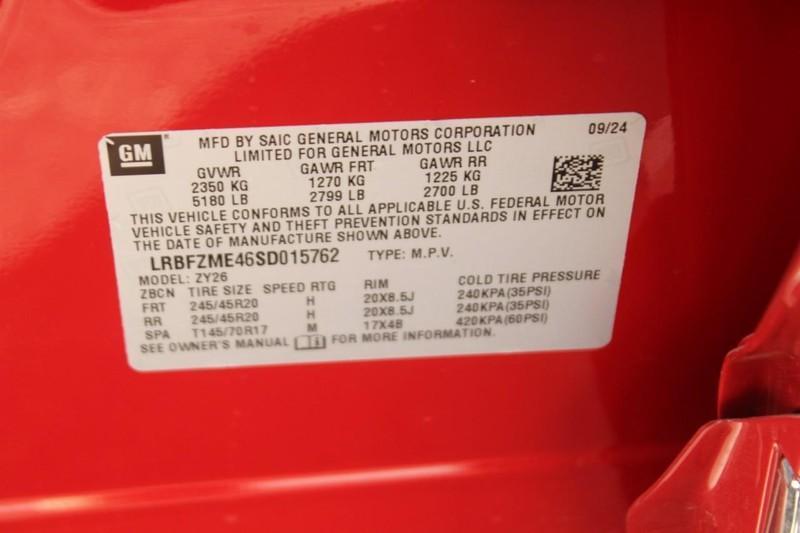 GM ®
MFD BY SAIC GENERAL MOTORS CORPORATION 09/24
LIMITED FOR GENERAL MOTORS LLC
GVWR GAWR FRT GAWR RR
2350 KG 1270 KG 1225 KG
5180 LB 2799 LB 2700 LB
THIS VEHICLE CONFORMS TO ALL APPLICABLE U.S. FEDERAL MOTOR
VEHICLE SAFETY AND THEFT PREVENTION STANDARDS IN EFFECT ON
THE DATE OF MANUFACTURE SHOWN ABOVE.
LRBFZME46SD015762 TYPE: M.P.V.
MODEL: ZY26
ZBCN TIRE SIZE SPEED RTG RIM COLD TIRE PRESSURE
FRT 245/45R20 H 20X8.5J 240KPA(35PSI)
RR 245/45R20 H 20X8.5J 240KPA(35PSI)
SPA T145/70R17 M 17X4B 420KPA(60PSI)
SEE OWNER'S MANUAL FOR MORE INFORMATION.